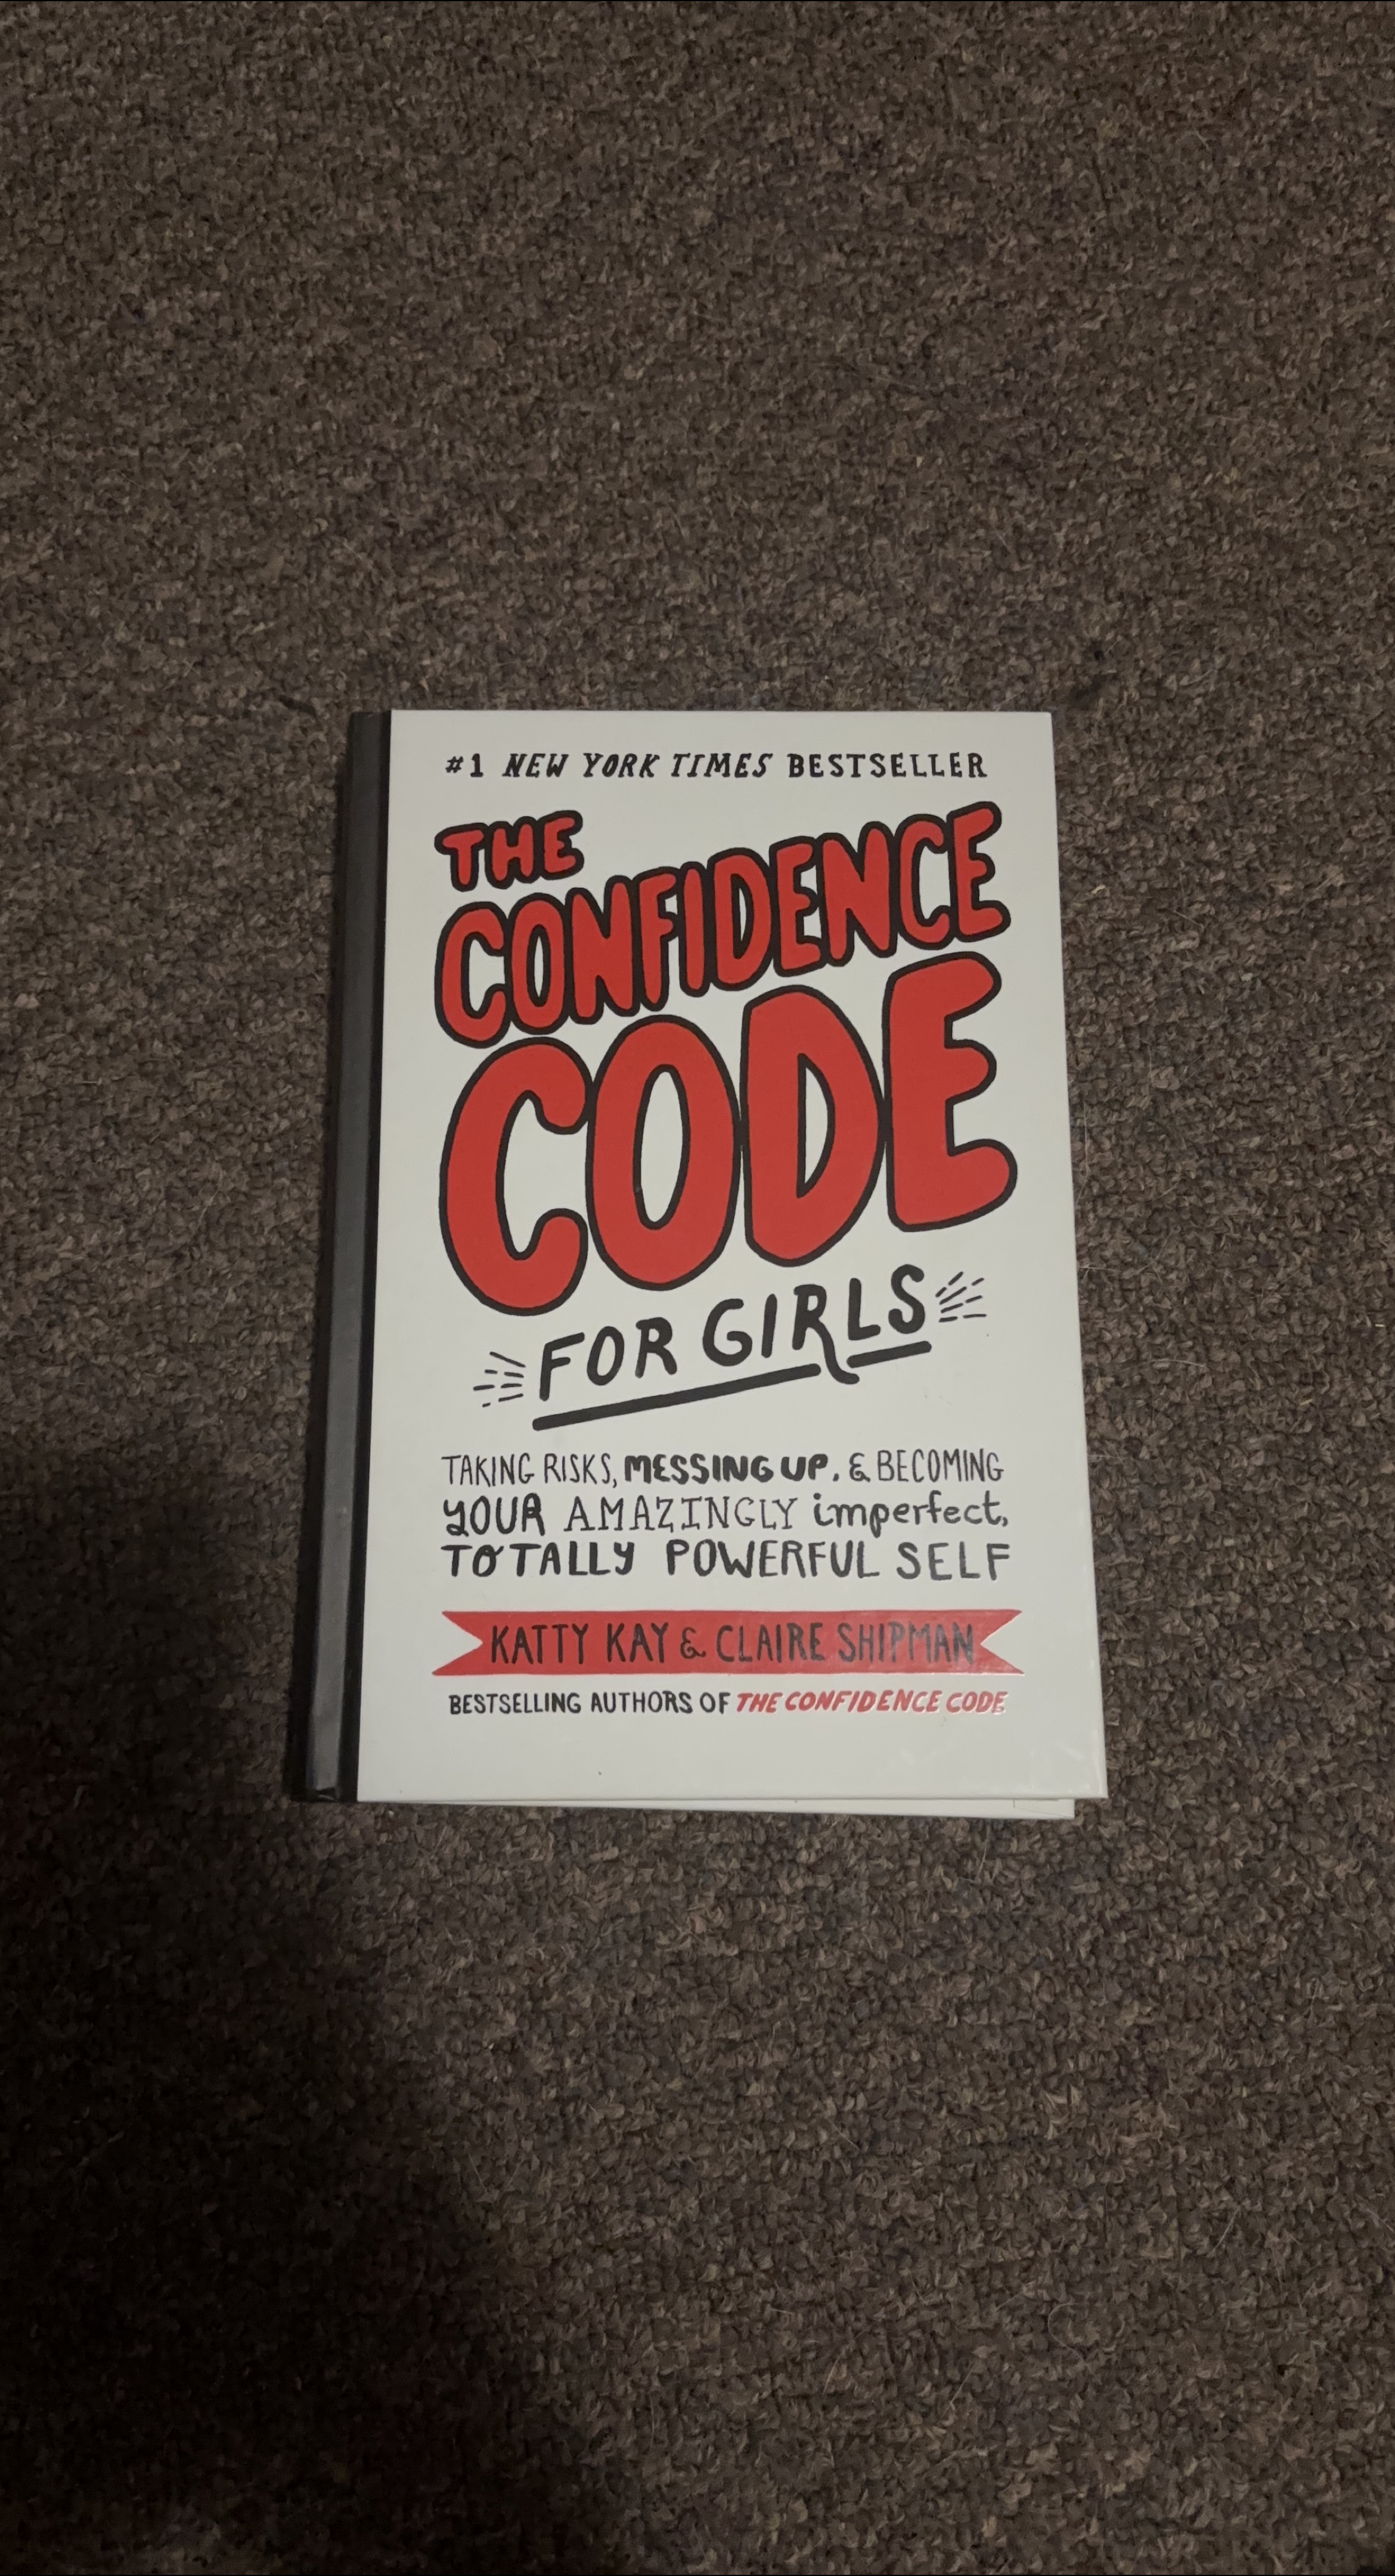 #1 NEW YORK TIMES BESTSELLER
THE
CONFIDENCE
CODE
FOR GIRLS
TAKING RISKS, MESSING UP, & BECOMING
YOUR AMAZINGLY imperfect,
TOTALLY POWERFUL SELF
KATTY KAY & CLAIRE SHIPMAN
BESTSELLING AUTHORS OF THE CONFIDENCE CODE